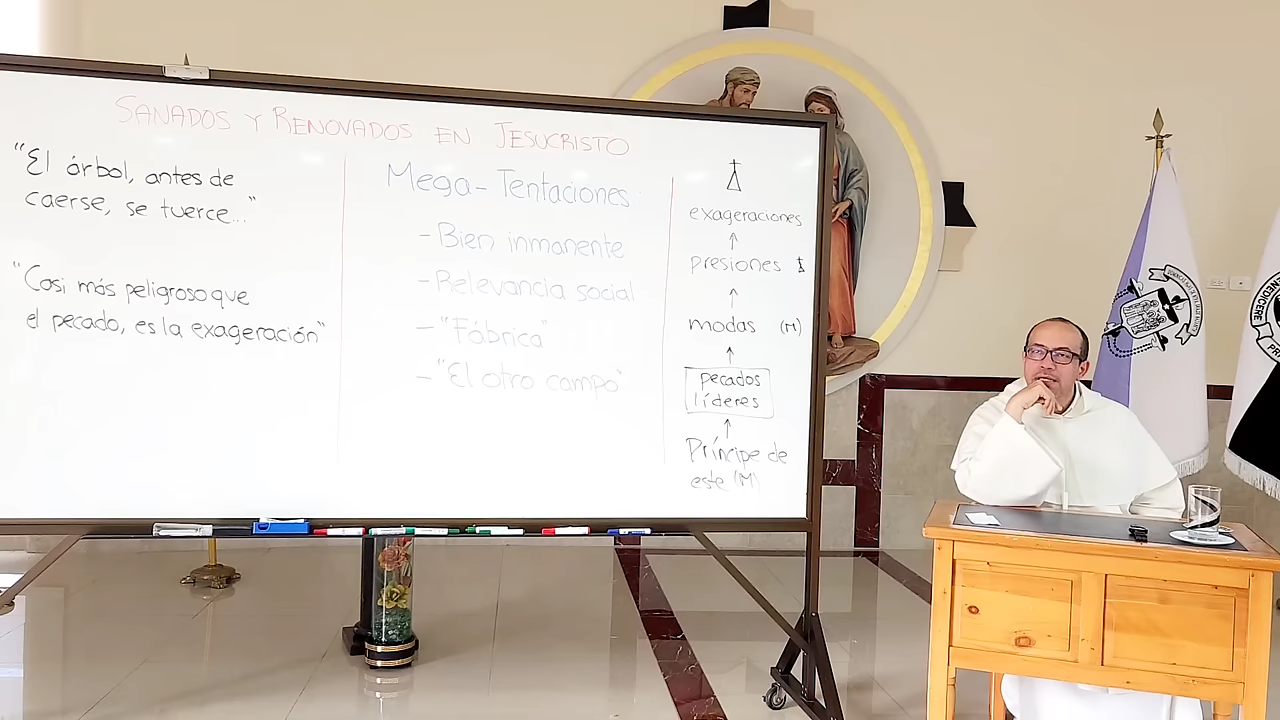 SANADOS Y RENOVADOS EN JESUCRISTO
"El árbol, antes de
caerse, se tuerce..."
"Casi más peligroso que
el pecado, es la exageración"
Mega-Tentaciones:
- Bien inmanente
- Relevancia social
- "Fábrica"
- "El otro campo"
exageraciones
↑
presiones
↑
modas (M)
↑
pecados
líderes
↑
Príncipe de
este (M)